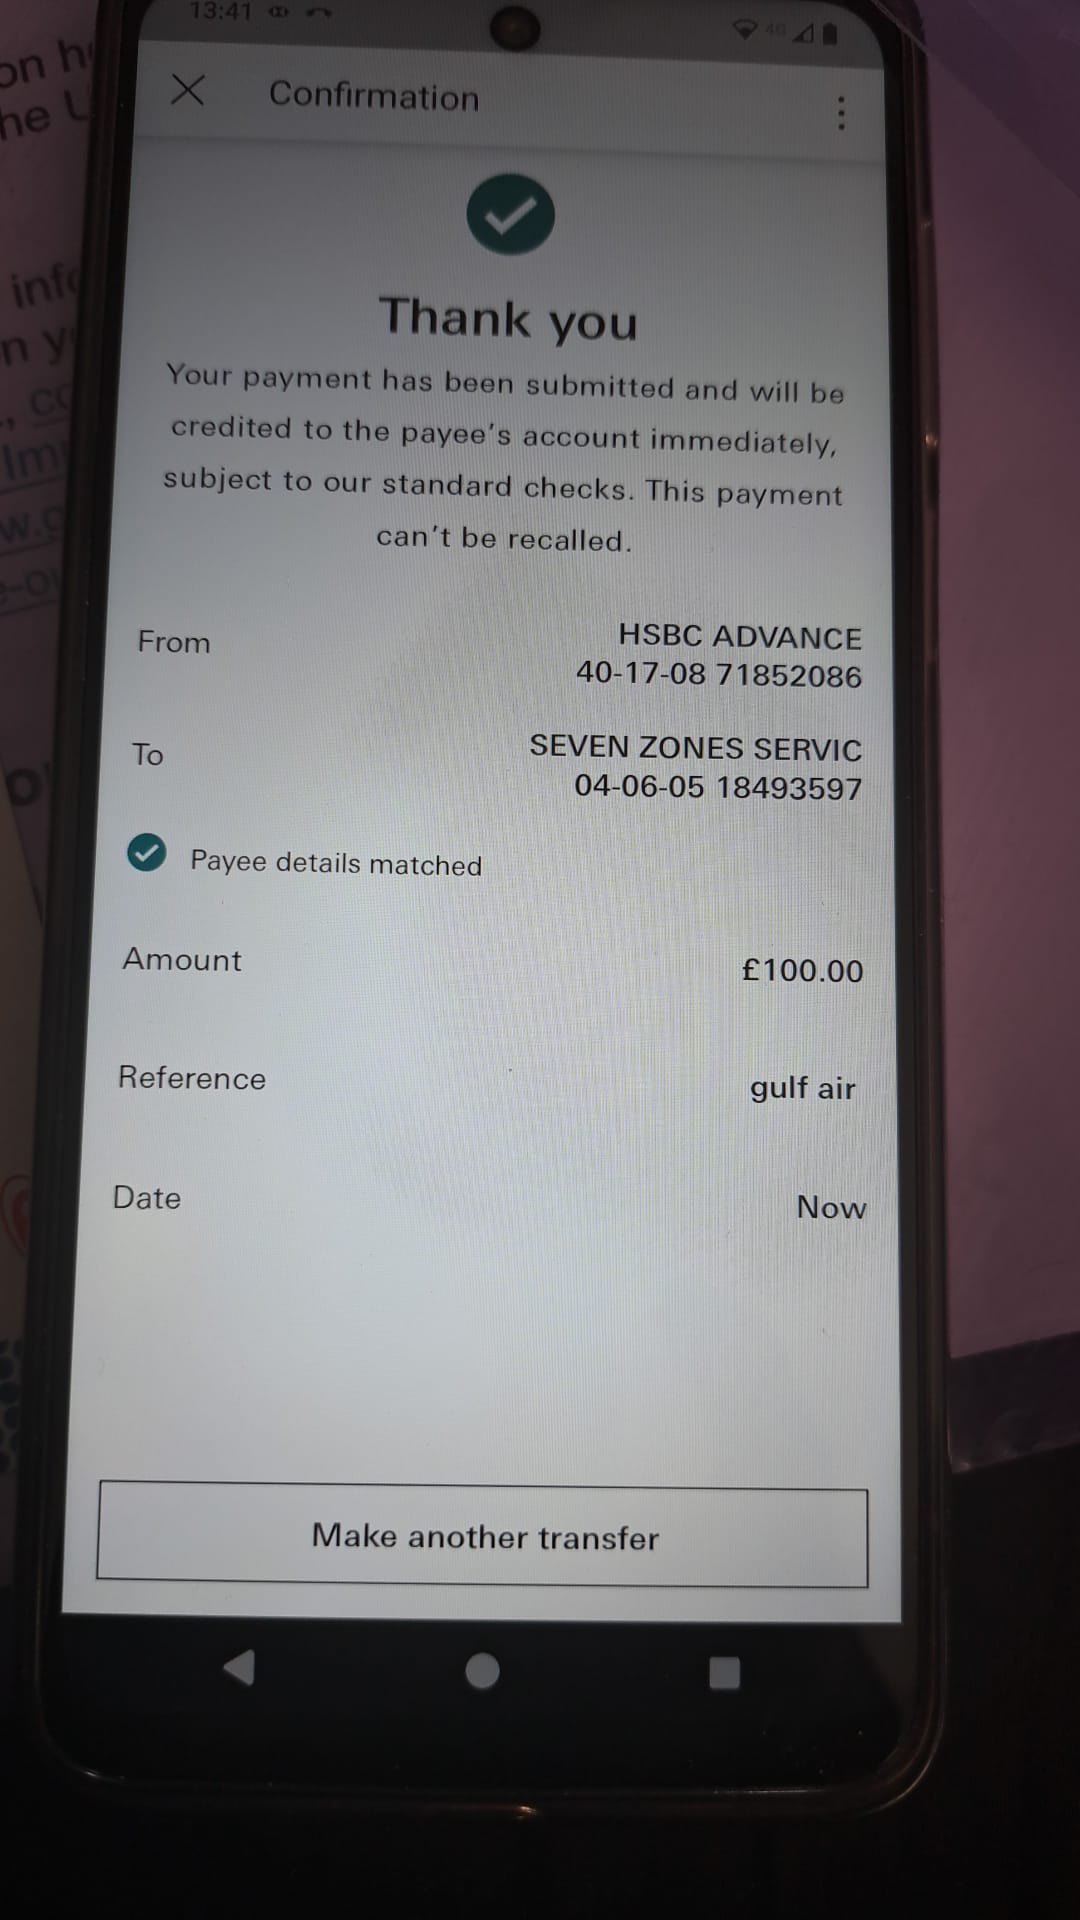 13:41
4G
Confirmation
Thank you
Your payment has been submitted and will be
credited to the payee's account immediately,
subject to our standard checks. This payment
can't be recalled.
From
HSBC ADVANCE
40-17-08 71852086
To
SEVEN ZONES SERVIC
04-06-05 18493597
Payee details matched
Amount
£100.00
Reference
gulf air
Date
Now
Make another transfer